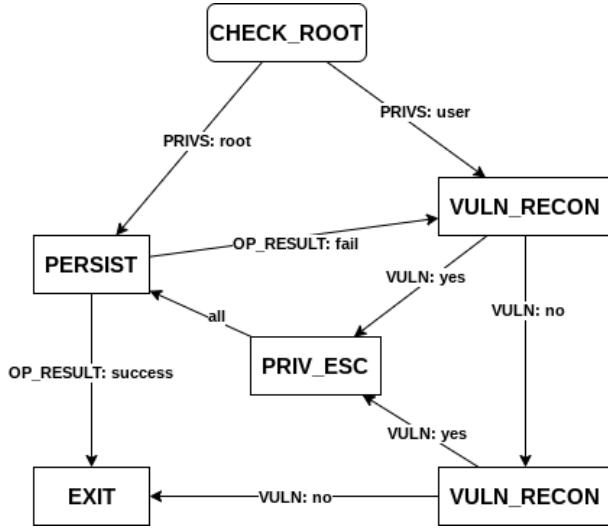 CHECK_ROOT
PRIVS: user
PRIVS: root
VULN_RECON
OP_RESULT: fail
PERSIST
VULN: yes
VULN: no
all
PRIV_ESC
OP_RESULT: success
VULN: yes
EXIT
VULN: no
VULN_RECON